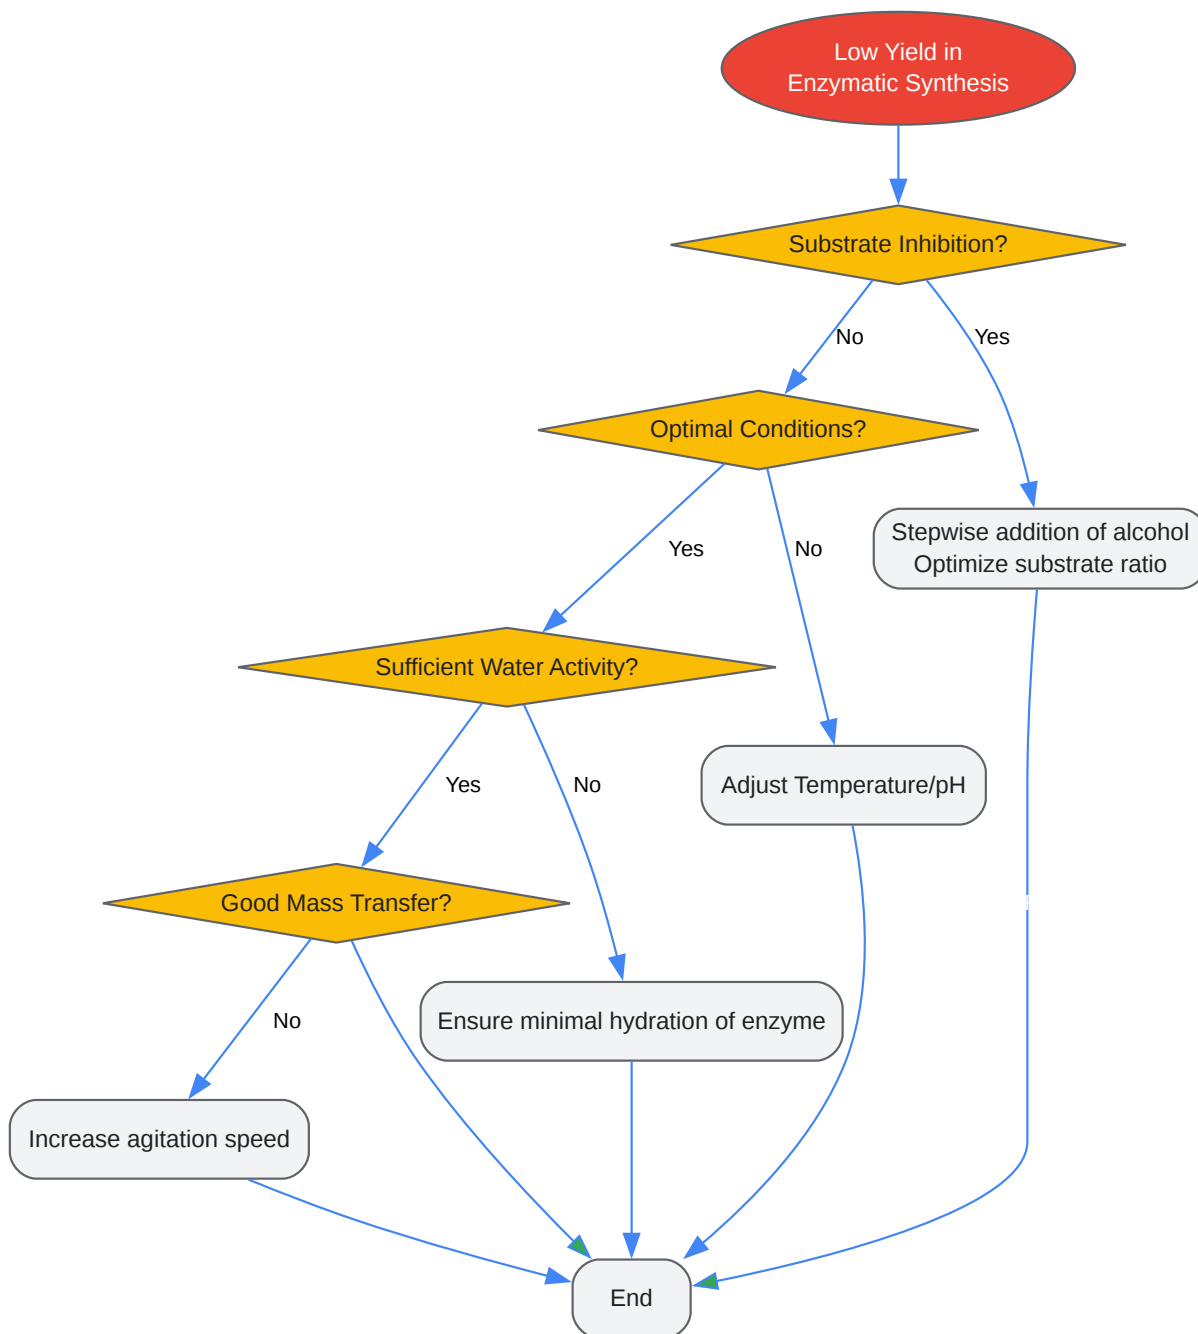 Low Yield in
Enzymatic Synthesis
Substrate Inhibition?
No
Yes
Optimal Conditions?
Yes
No
Stepwise addition of alcohol
Optimize substrate ratio
Sufficient Water Activity?
Yes
No
Adjust Temperature/pH
Good Mass Transfer?
No
Ensure minimal hydration of enzyme
Increase agitation speed
End